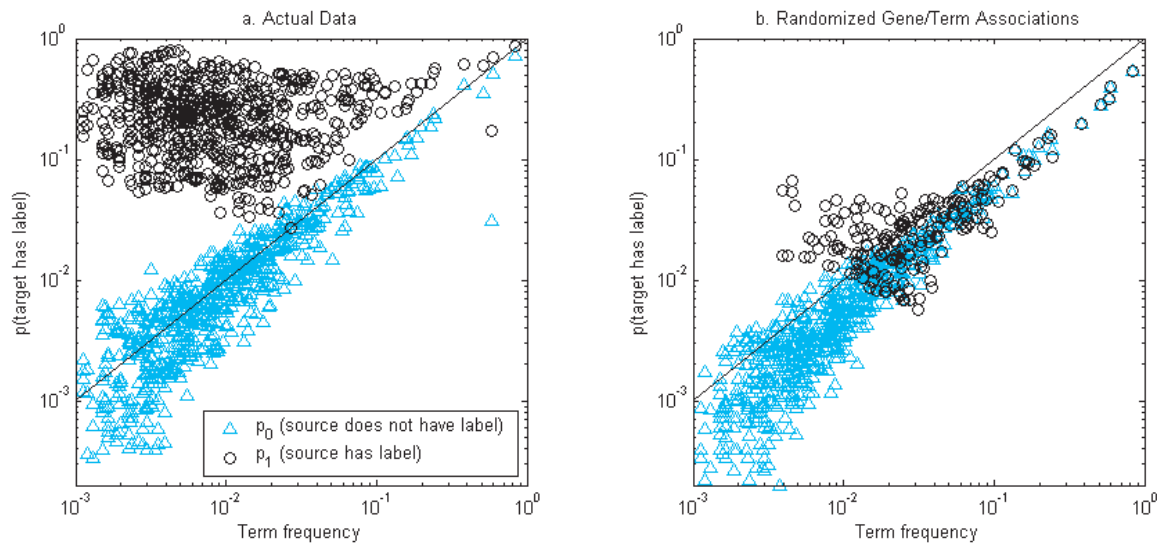 a. Actual Data
10^0
10^-1
10^-2
10^-3
p(target has label)
p_0 (source does not have label)
p_1 (source has label)
10^-3
10^-2
10^-1
10^0
Term frequency
b. Randomized Gene/Term Associations
10^0
10^-1
10^-2
10^-3
p(target has label)
10^-3
10^-2
10^-1
10^0
Term frequency